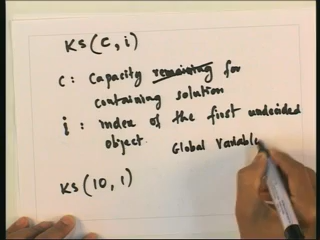 KS(C, i)
C : Capacity remaining for
containing solution
i : index of the first undecided
object. Global Variable
KS(10, 1)